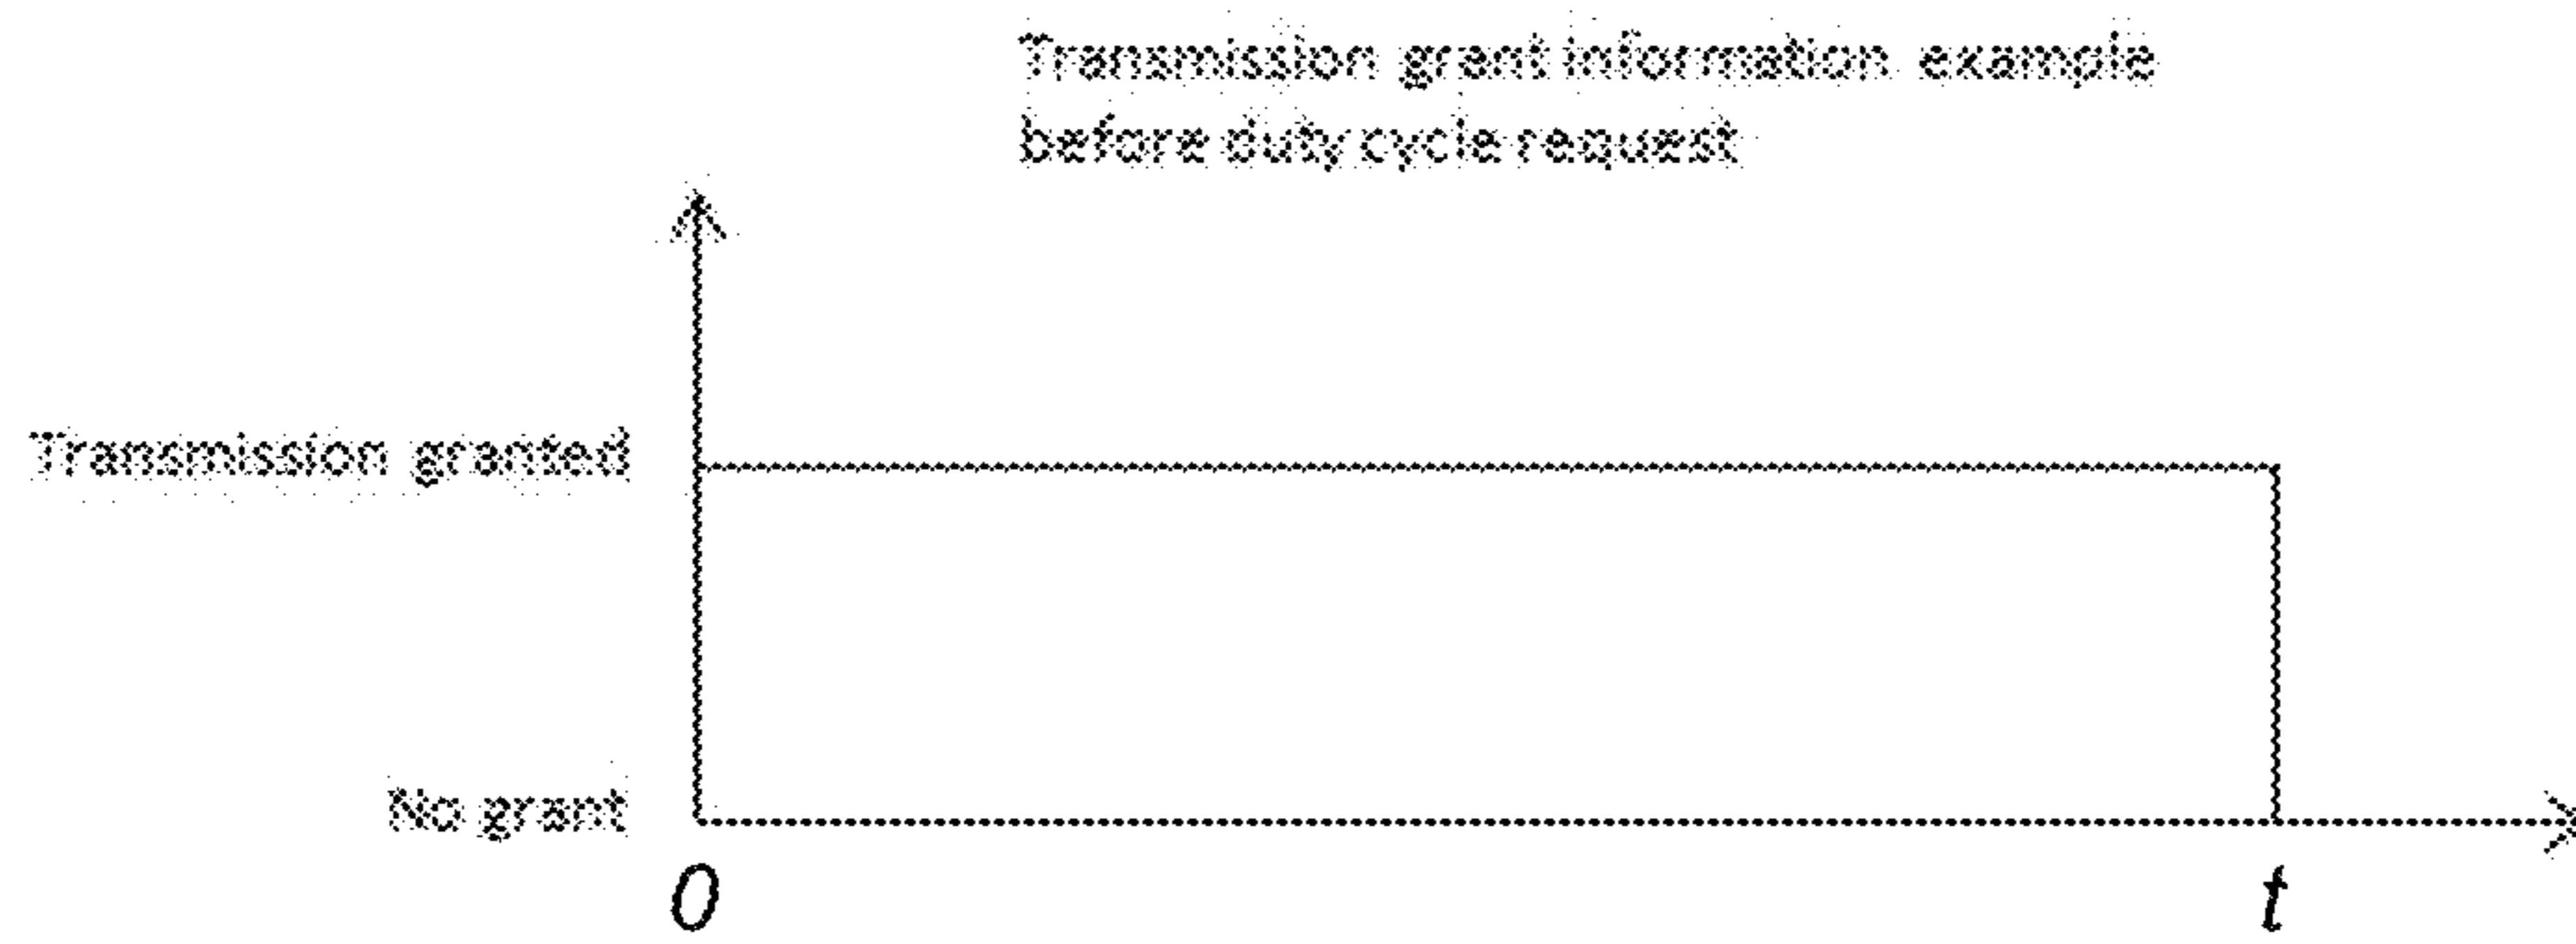 Transmission grant information example
before duty cycle request
Transmission granted
No grant
0
t